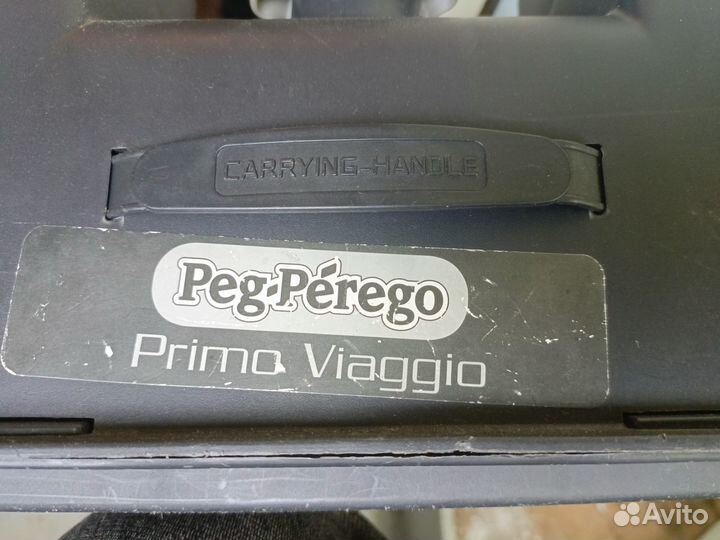 CARRYING-HANDLE
Peg-Pérego
Primo Viaggio
Avito